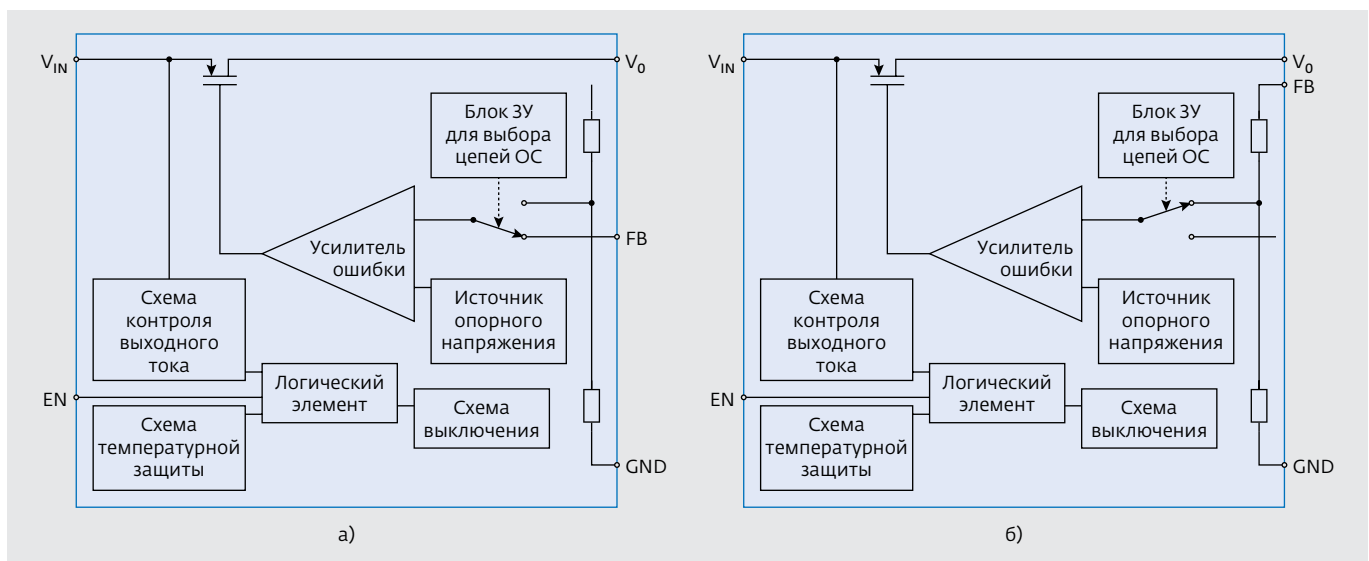 V_IN
V_0
Блок ЗУ
для выбора
цепей ОС
FB
Усилитель
ошибки
Схема
контроля
выходного
тока
Источник
опорного
напряжения
EN
Логический
элемент
Схема
температурной
защиты
Схема
выключения
GND
а)
V_IN
V_0
FB
Блок ЗУ
для выбора
цепей ОС
Усилитель
ошибки
Схема
контроля
выходного
тока
Источник
опорного
напряжения
EN
Логический
элемент
Схема
температурной
защиты
Схема
выключения
GND
б)